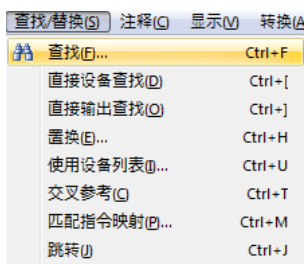 查找/替换(S) 注释(C) 显示(V) 转换(A
查找(F)... Ctrl+F
直接设备查找(D) Ctrl+[
直接输出查找(O) Ctrl+]
置换(E)... Ctrl+H
使用设备列表(I)... Ctrl+U
交叉参考(C) Ctrl+T
匹配指令映射(P)... Ctrl+M
跳转(J) Ctrl+J